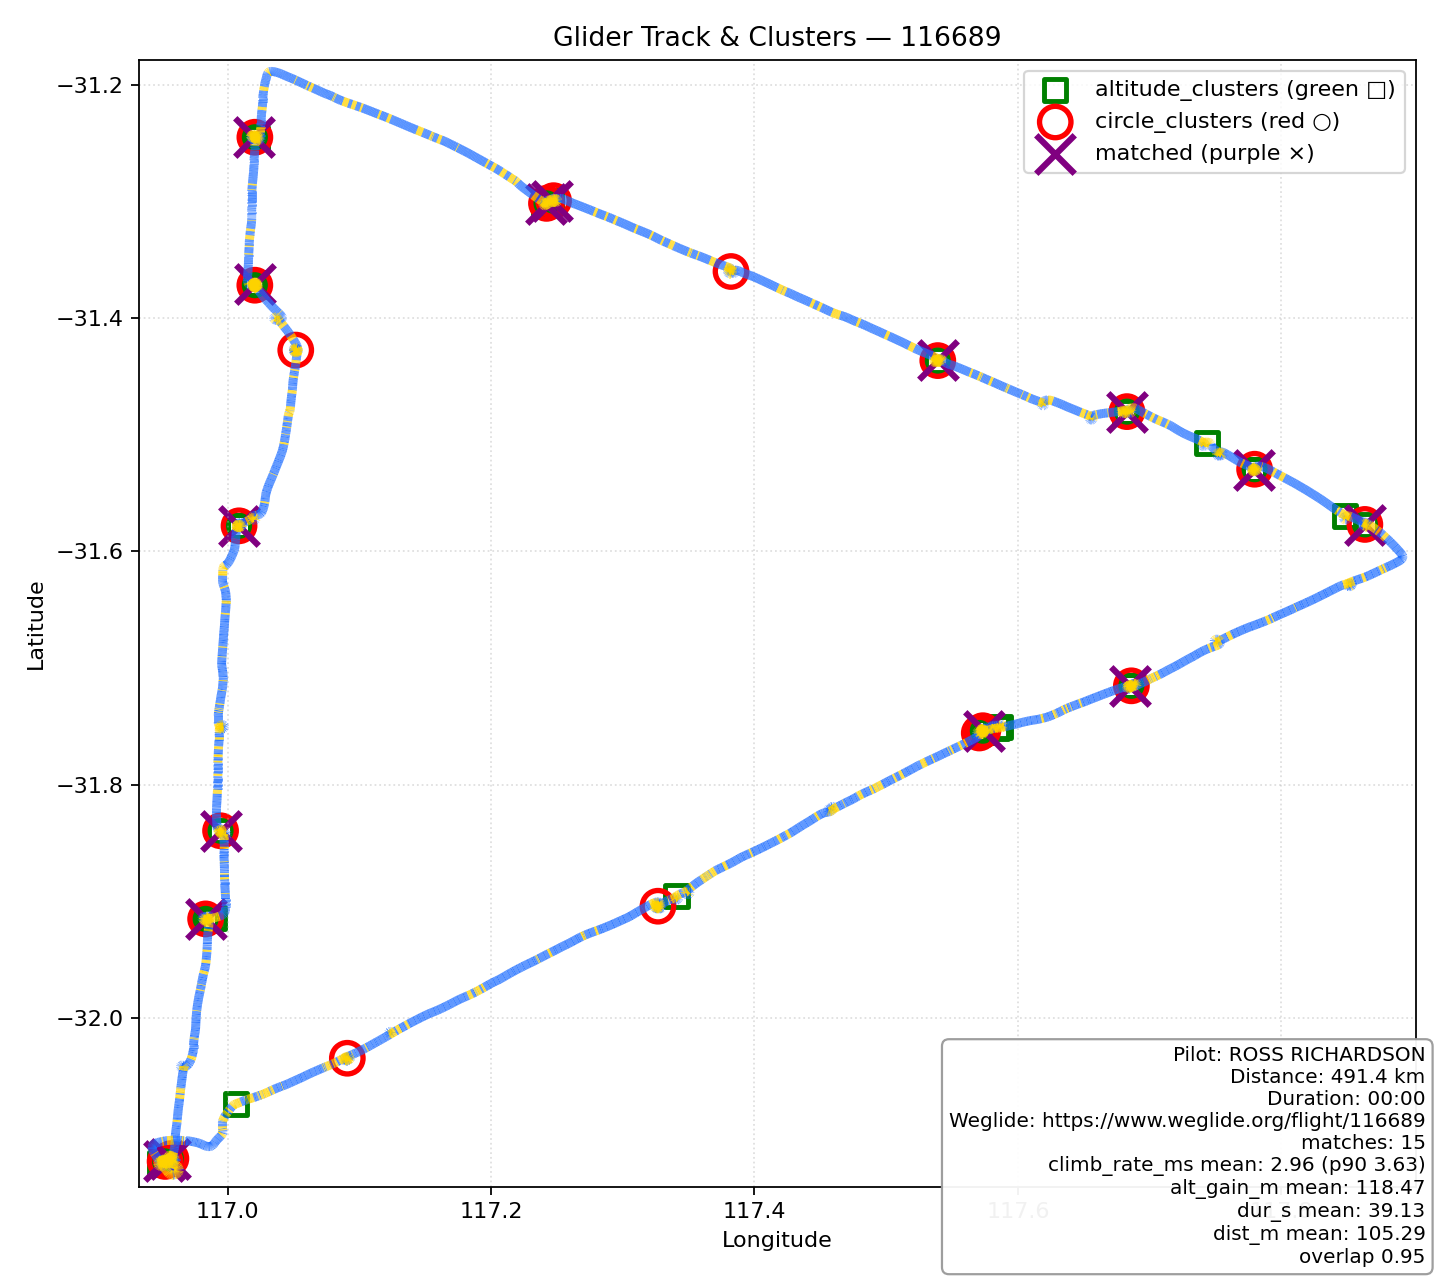 Glider Track & Clusters — 116689
altitude_clusters (green □)
circle_clusters (red ○)
matched (purple ×)
−31.2
−31.4
−31.6
−31.8
−32.0
Latitude
117.0
117.2
117.4
117.6
Longitude
Pilot: ROSS RICHARDSON
Distance: 491.4 km
Duration: 00:00
Weglide: https://www.weglide.org/flight/116689
matches: 15
climb_rate_ms mean: 2.96 (p90 3.63)
alt_gain_m mean: 118.47
dur_s mean: 39.13
dist_m mean: 105.29
overlap 0.95